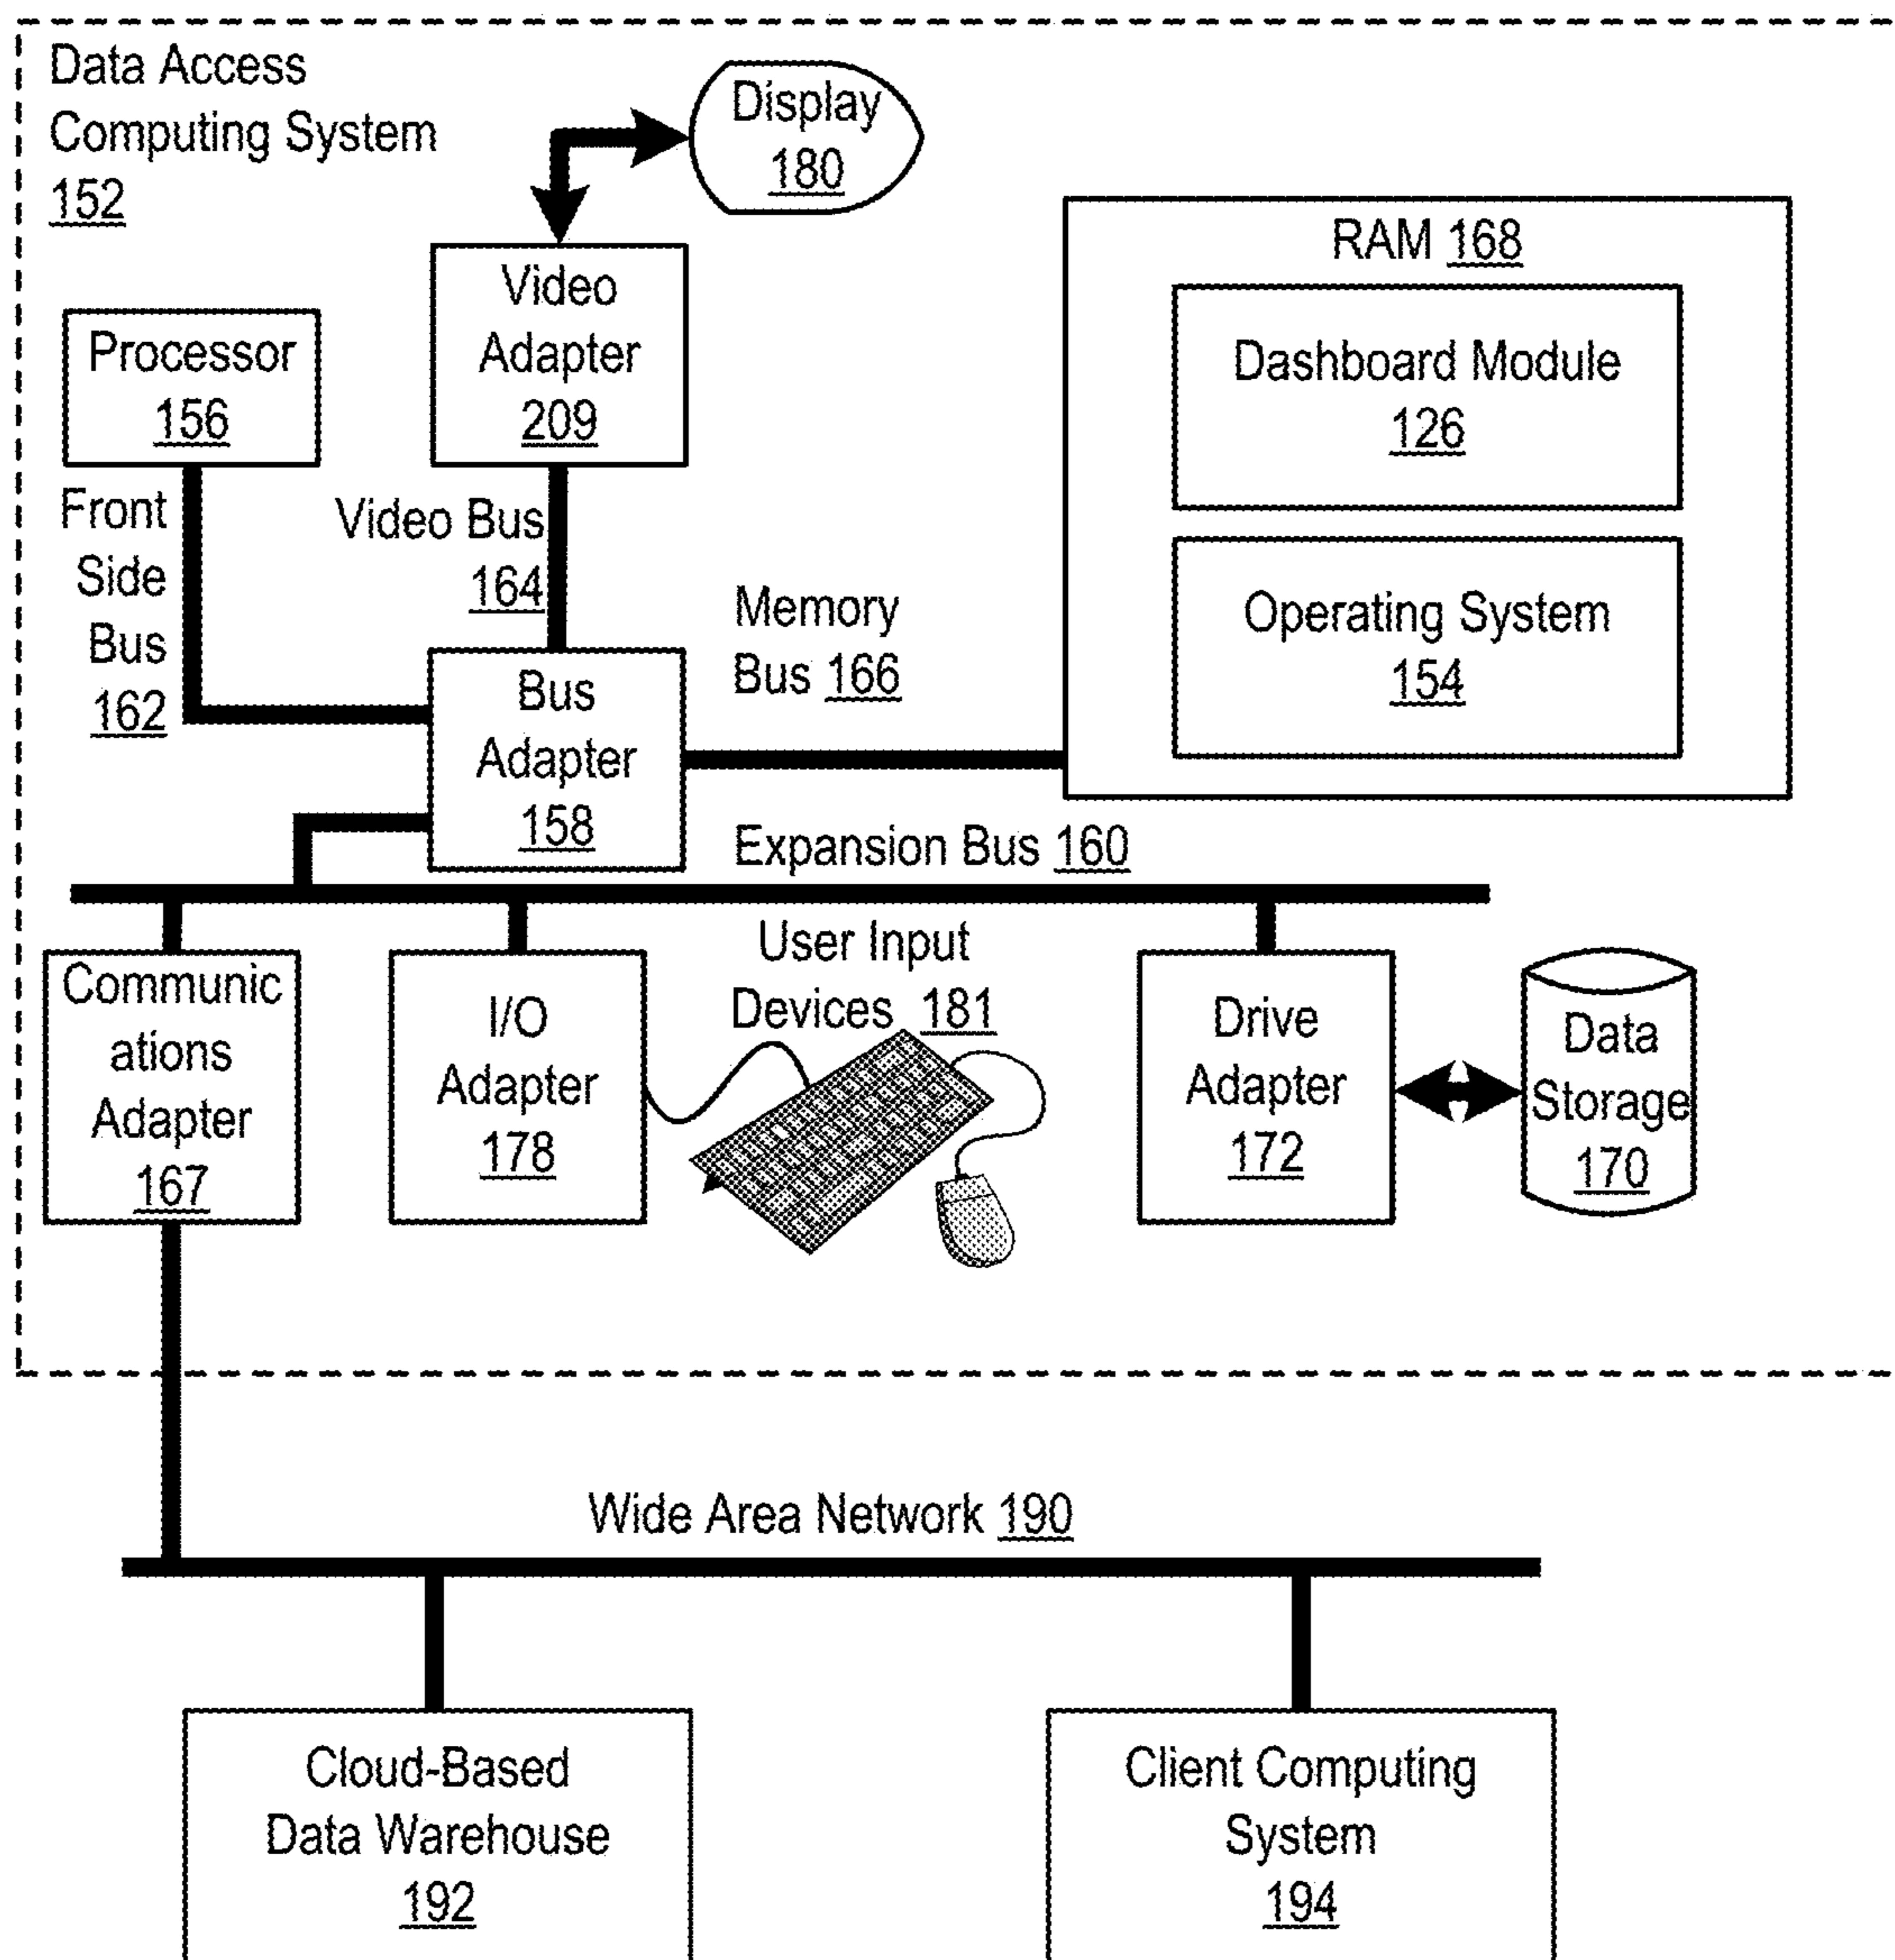 Data Access
Computing System
152
Display
180
Video
Adapter
209
Processor
156
RAM 168
Dashboard Module
126
Operating System
154
Front
Side
Bus
162
Video Bus
164
Memory
Bus 166
Bus
Adapter
158
Expansion Bus 160
Communic
ations
Adapter
167
I/O
Adapter
178
User Input
Devices 181
Drive
Adapter
172
Data
Storage
170
Wide Area Network 190
Cloud-Based
Data Warehouse
192
Client Computing
System
194